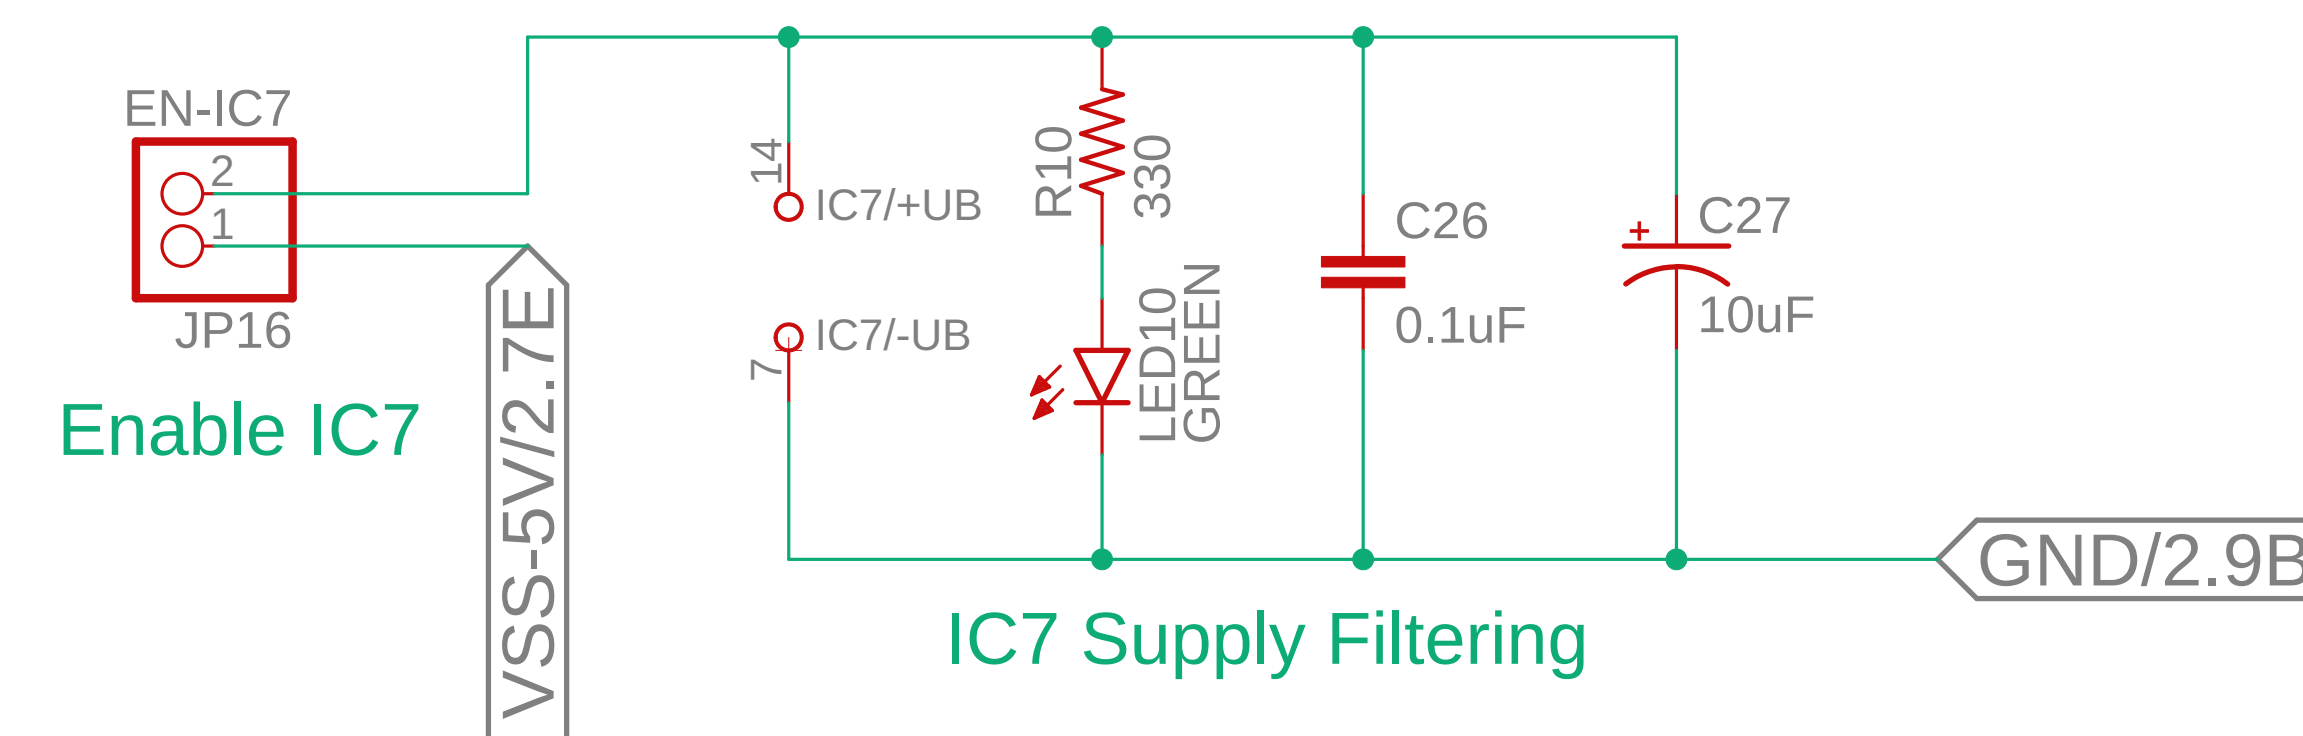 EN-IC7
2
1
JP16
Enable IC7
VSS-5V/2.7E
14
IC7/+UB
IC7/-UB
7
R10
330
LED10
GREEN
C26
0.1uF
+
C27
10uF
GND/2.9B
IC7 Supply Filtering